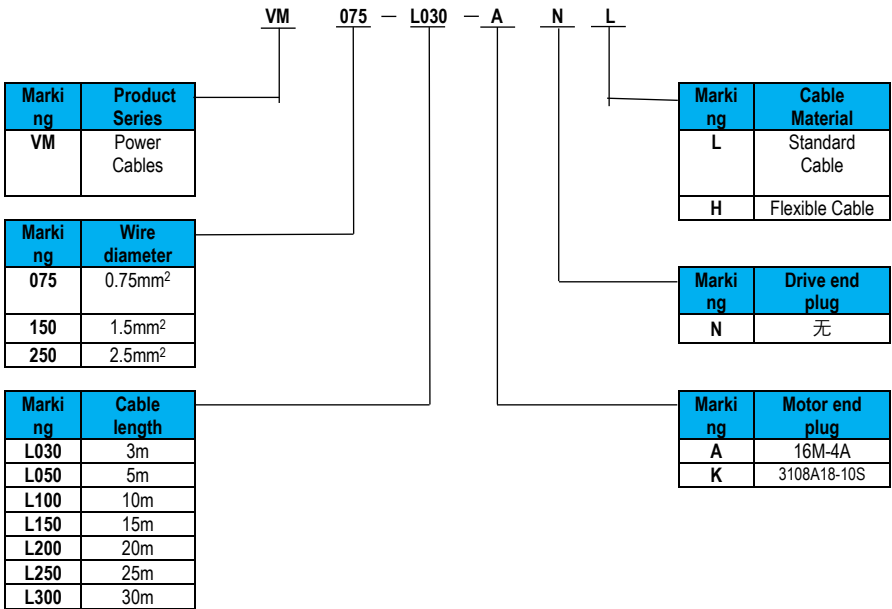 VM 075 — L030 — A N L
Marki
ng
Product
Series
VM
Power
Cables
Marki
ng
Wire
diameter
075
0.75mm²
150
1.5mm²
250
2.5mm²
Marki
ng
Cable
length
L030
3m
L050
5m
L100
10m
L150
15m
L200
20m
L250
25m
L300
30m
Marki
ng
Cable
Material
L
Standard
Cable
H
Flexible Cable
Marki
ng
Drive end
plug
N
无
Marki
ng
Motor end
plug
A
16M-4A
K
3108A18-10S